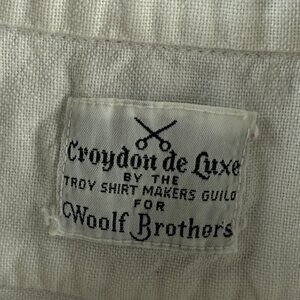 Croydon de Luxe
BY THE
TROY SHIRT MAKERS GUILD
FOR
Woolf Brothers